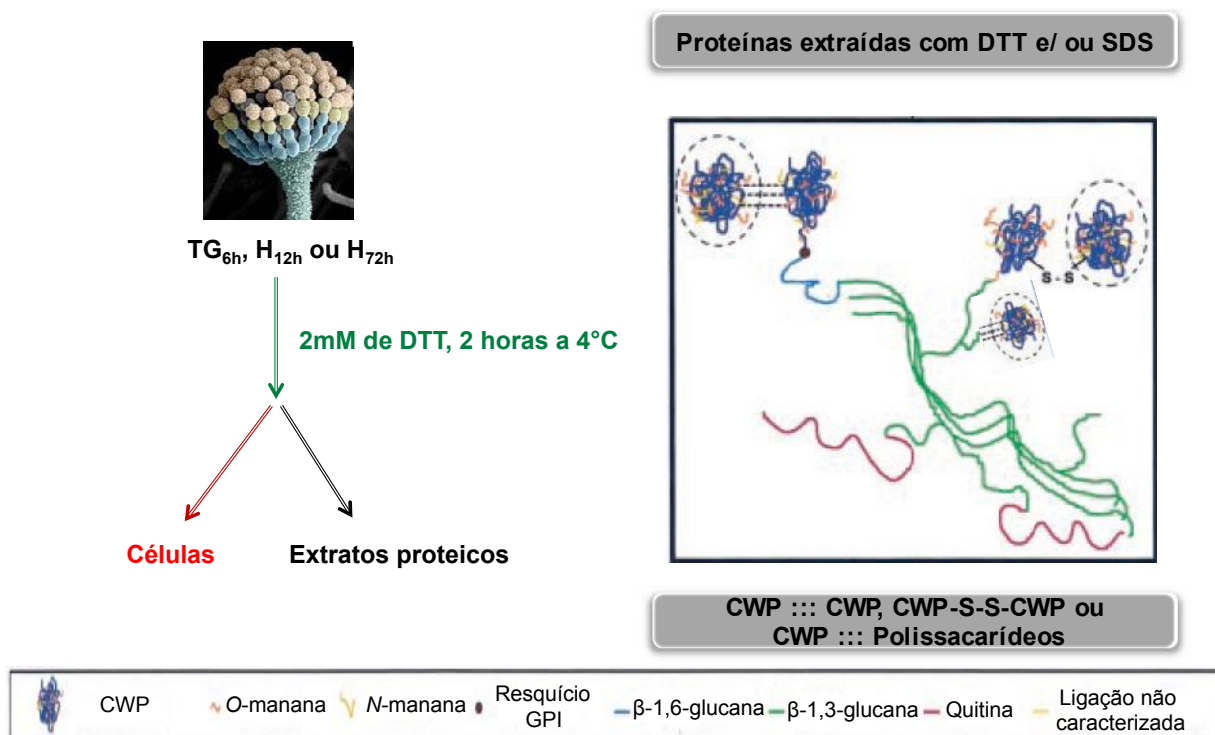 Proteínas extraídas com DTT e/ ou SDS
TG6h, H12h ou H72h
2mM de DTT, 2 horas a 4°C
Células
Extratos proteicos
S - S
CWP ::: CWP, CWP-S-S-CWP ou
CWP ::: Polissacarídeos
CWP
O-manana
N-manana
Resquício
GPI
β-1,6-glucana
β-1,3-glucana
Quitina
Ligação não
caracterizada